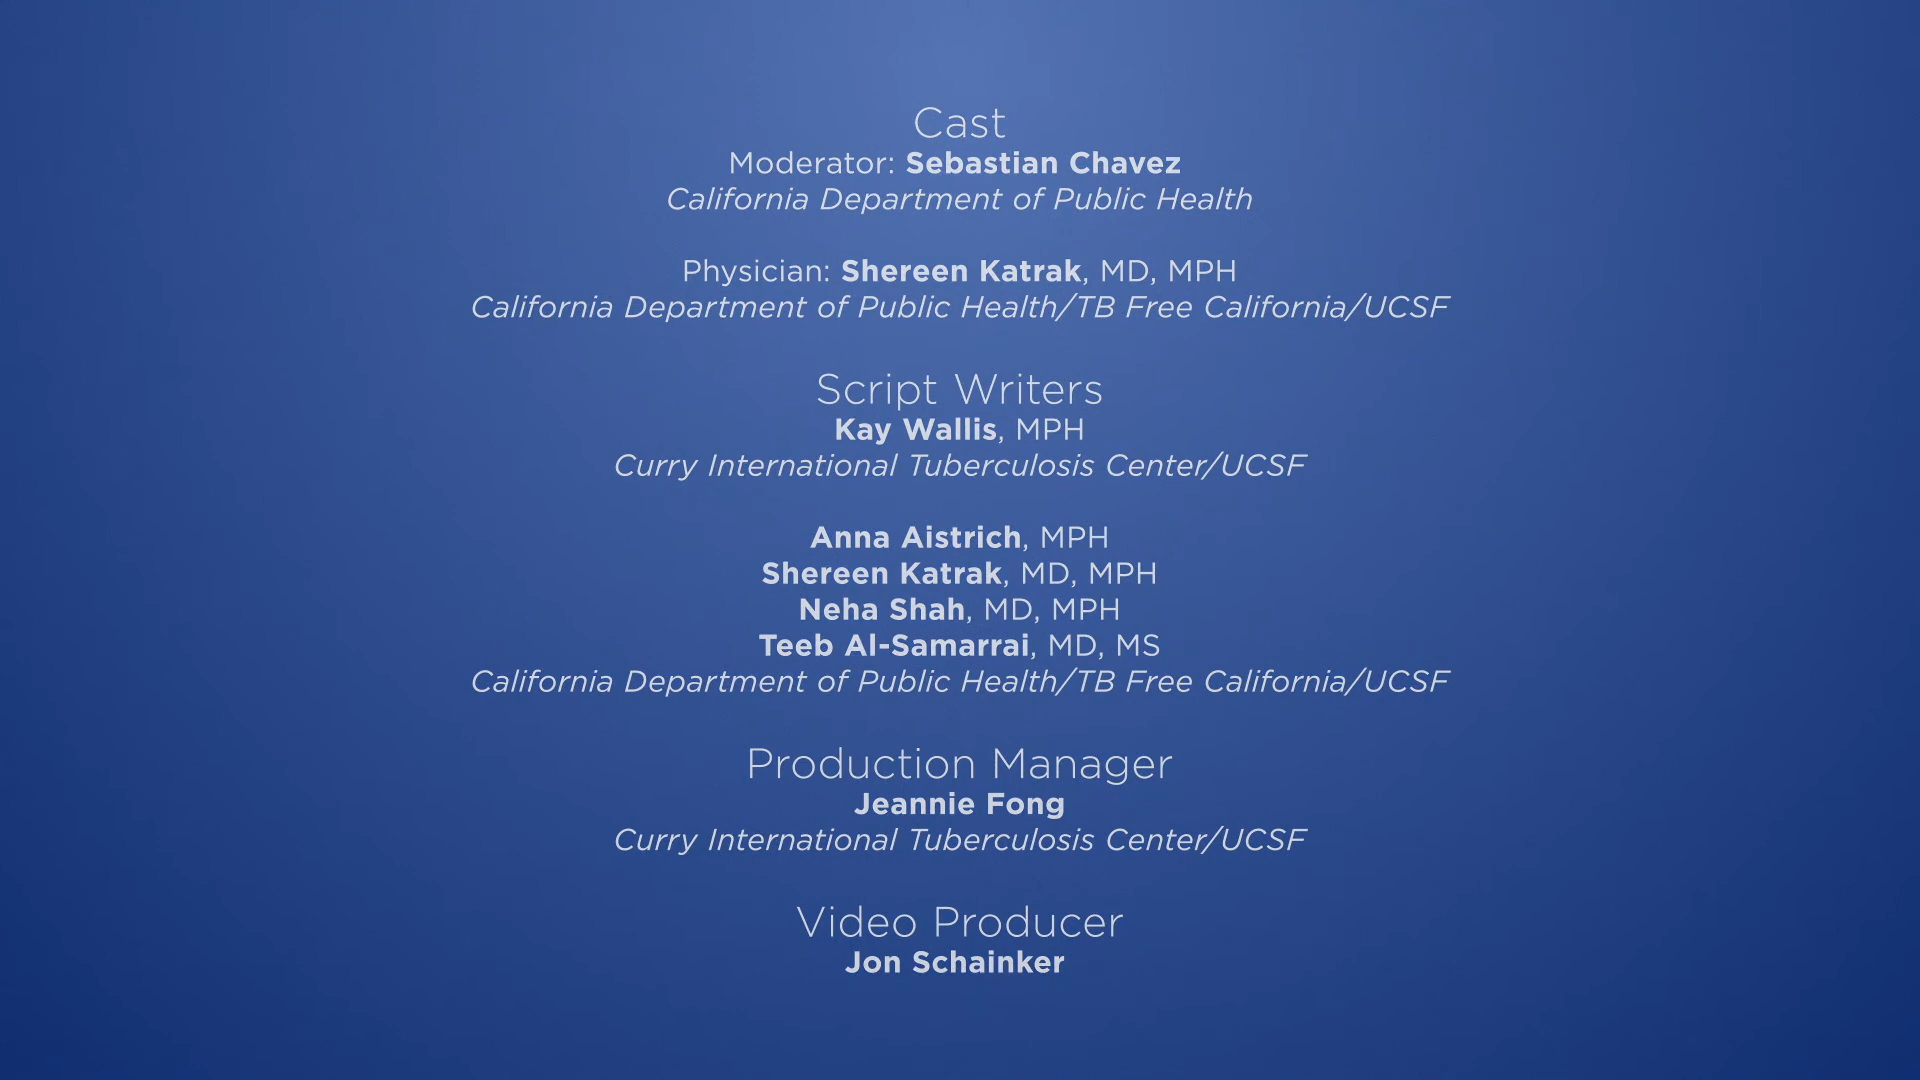 Cast
Moderator: Sebastian Chavez
California Department of Public Health
Physician: Shereen Katrak, MD, MPH
California Department of Public Health/TB Free California/UCSF
Script Writers
Kay Wallis, MPH
Curry International Tuberculosis Center/UCSF
Anna Aistrich, MPH
Shereen Katrak, MD, MPH
Neha Shah, MD, MPH
Teeb Al-Samarrai, MD, MS
California Department of Public Health/TB Free California/UCSF
Production Manager
Jeannie Fong
Curry International Tuberculosis Center/UCSF
Video Producer
Jon Schainker